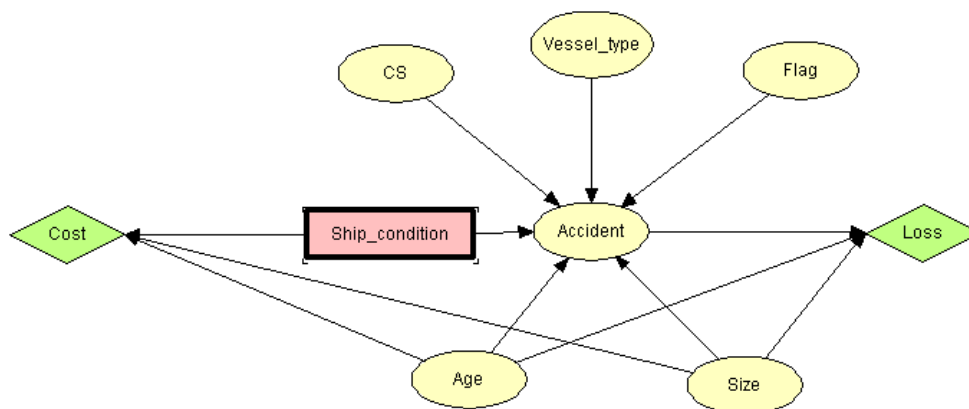 Vessel_type
CS
Flag
Cost
Ship_condition
Accident
Loss
Age
Size